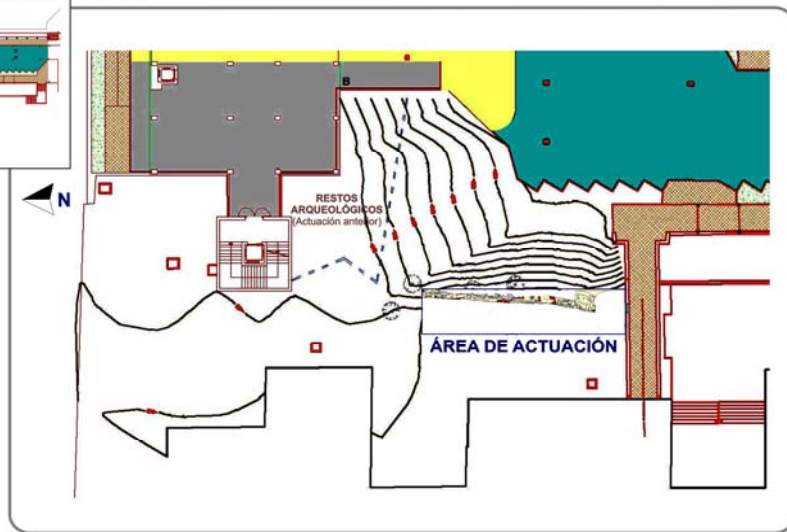 B
N
RESTOS
ARQUEOLÓGICOS
(Actuación anterior)
ÁREA DE ACTUACIÓN